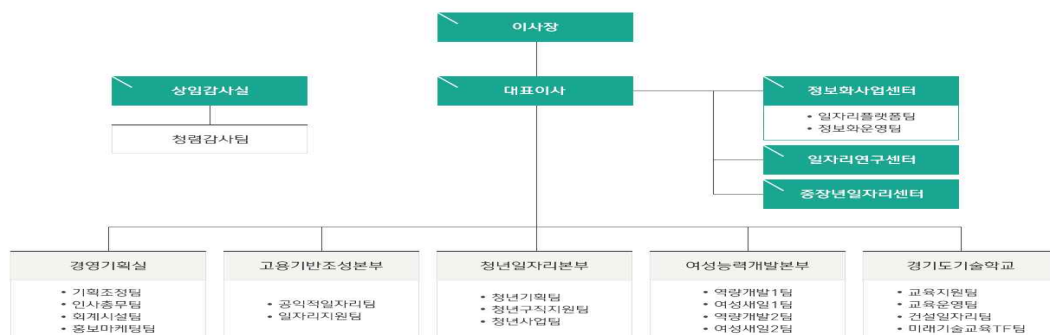 이사장
상임감사실
대표이사
정보화사업센터
청렴감사팀
• 일자리플랫폼팀
• 정보화운영팀
일자리연구센터
중장년일자리센터
경영기획실
• 기획조정팀
• 인사총무팀
• 회계시설팀
• 홍보마케팅팀
고용기반조성본부
• 공익적일자리팀
• 일자리지원팀
청년일자리본부
• 청년기획팀
• 청년구직지원팀
• 청년사업팀
여성능력개발본부
• 역량개발1팀
• 여성새일1팀
• 역량개발2팀
• 여성새일2팀
경기도기술학교
• 교육지원팀
• 교육운영팀
• 건설일자리팀
• 미래기술교육TF팀